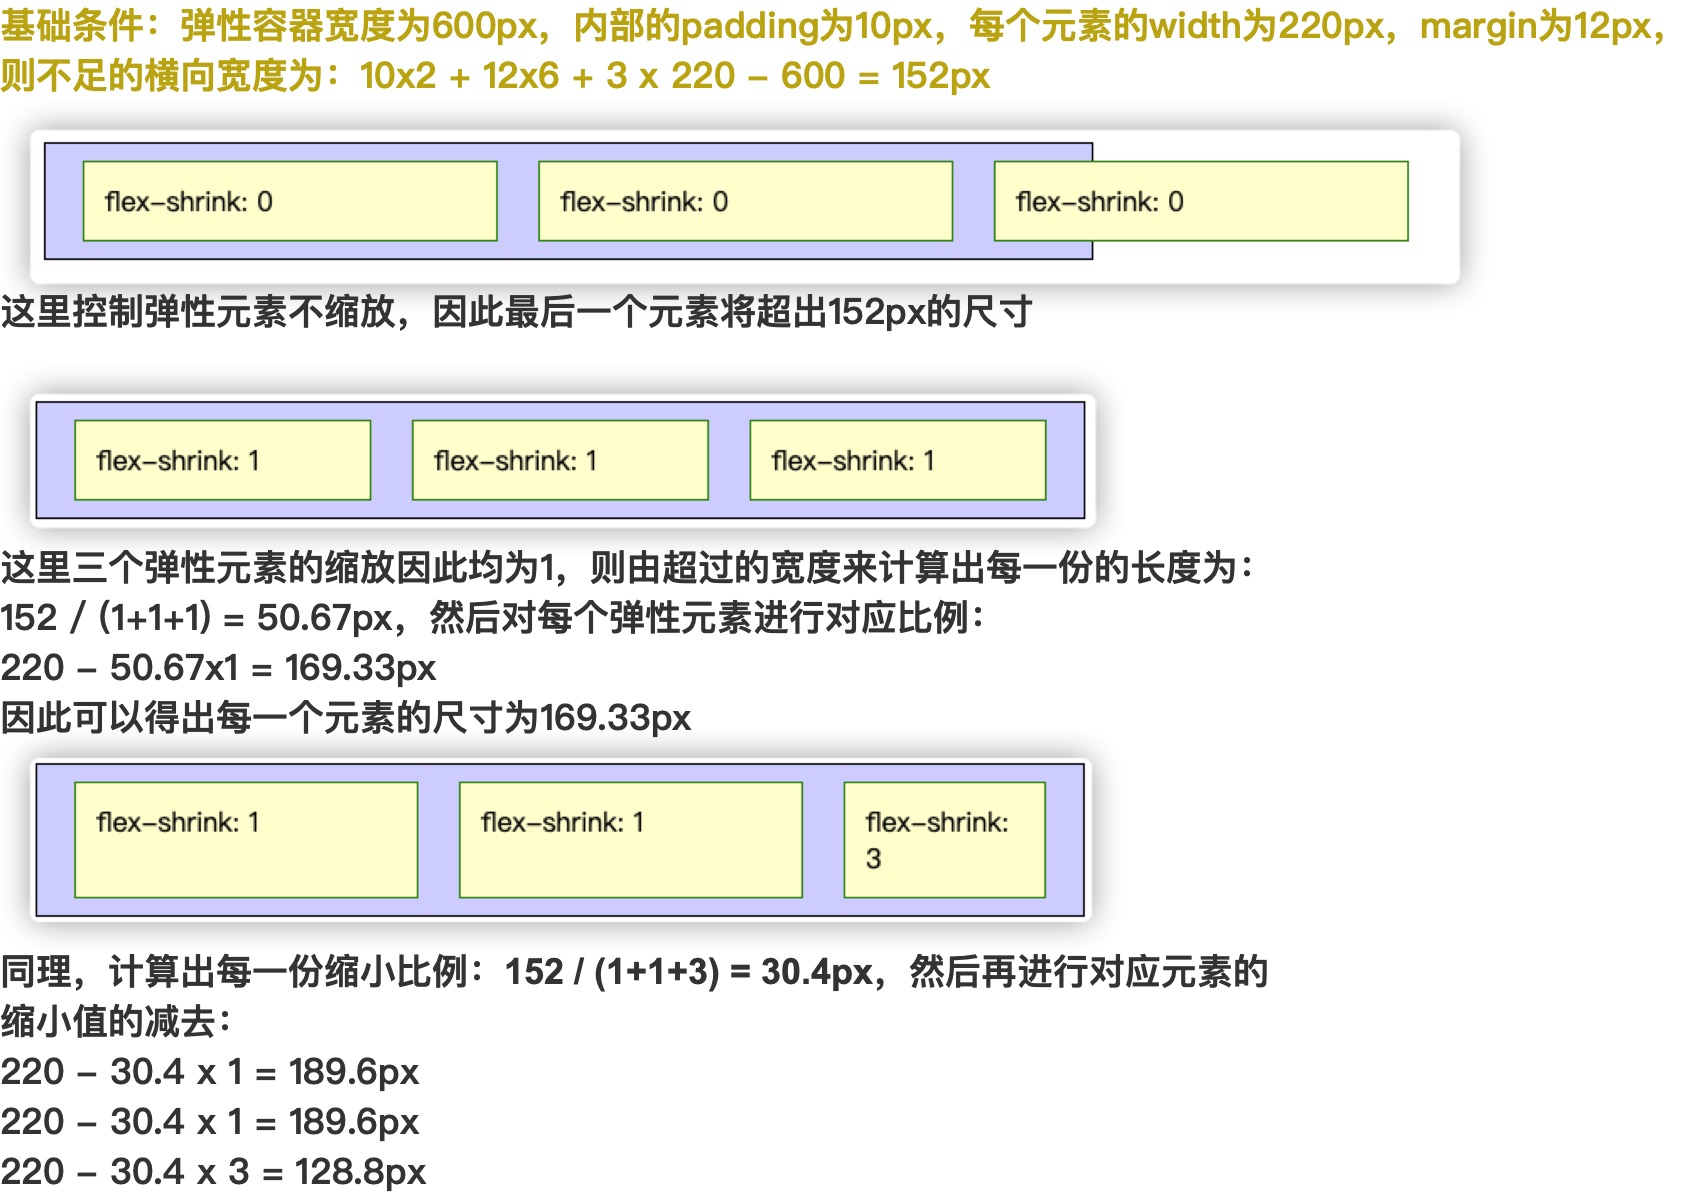 基础条件：弹性容器宽度为600px，内部的padding为10px，每个元素的width为220px，margin为12px，
则不足的横向宽度为：10x2 + 12x6 + 3 x 220 – 600 = 152px
flex–shrink: 0
flex–shrink: 0
flex–shrink: 0
这里控制弹性元素不缩放，因此最后一个元素将超出152px的尺寸
flex–shrink: 1
flex–shrink: 1
flex–shrink: 1
这里三个弹性元素的缩放因此均为1，则由超过的宽度来计算出每一份的长度为：
152 / (1+1+1) = 50.67px，然后对每个弹性元素进行对应比例：
220 – 50.67x1 = 169.33px
因此可以得出每一个元素的尺寸为169.33px
flex–shrink: 1
flex–shrink: 1
flex–shrink:
3
同理，计算出每一份缩小比例：152 / (1+1+3) = 30.4px，然后再进行对应元素的
缩小值的减去：
220 – 30.4 x 1 = 189.6px
220 – 30.4 x 1 = 189.6px
220 – 30.4 x 3 = 128.8px